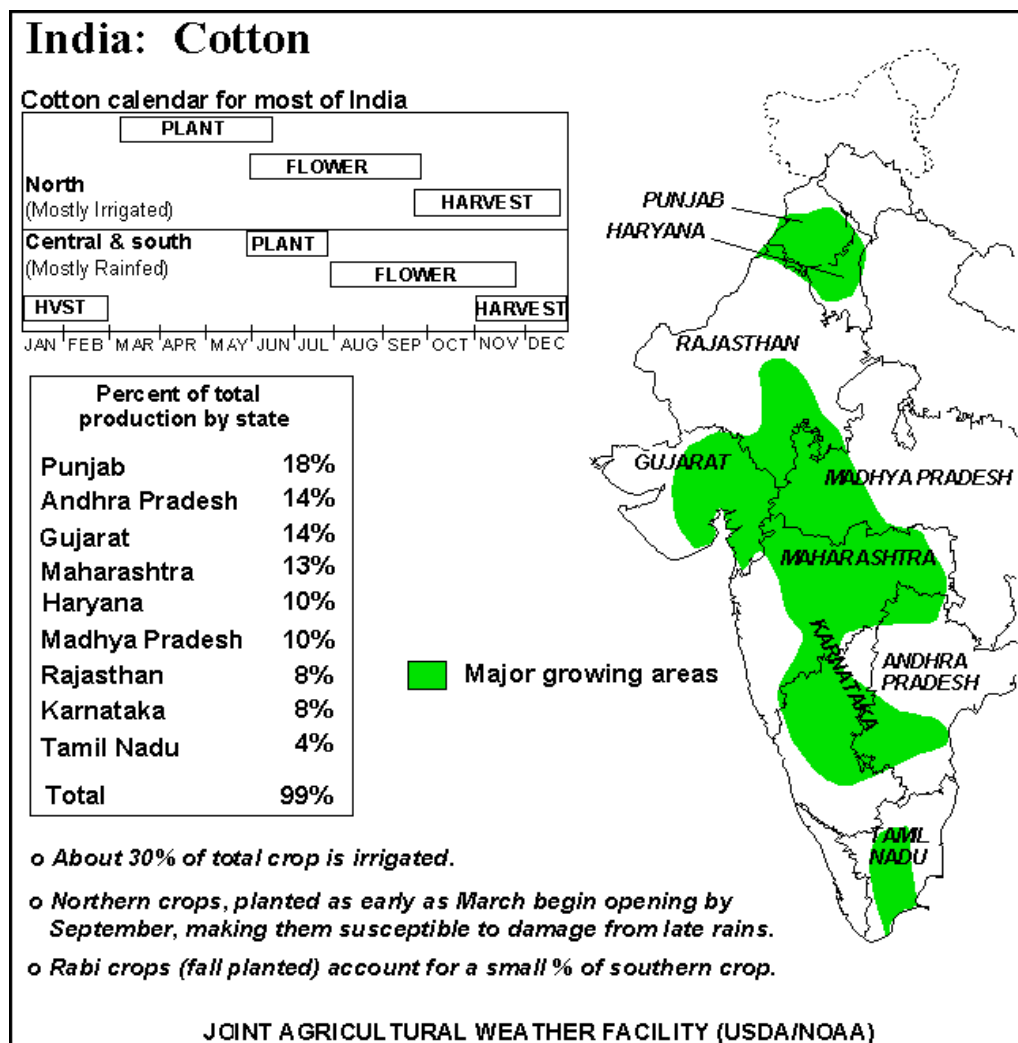 India: Cotton
Cotton calendar for most of India
PLANT
FLOWER
North
(Mostly Irrigated)
HARVEST
Central & south
PLANT
(Mostly Rainfed)
FLOWER
HVST
HARVEST
JAN FEB MAR APR MAY JUN JUL AUG SEP OCT NOV DEC
Percent of total
production by state
Punjab 18%
Andhra Pradesh 14%
Gujarat 14%
Maharashtra 13%
Haryana 10%
Madhya Pradesh 10%
Rajasthan 8%
Karnataka 8%
Tamil Nadu 4%
Total 99%
Major growing areas
PUNJAB
HARYANA
RAJASTHAN
GUJARAT
MADHYA PRADESH
MAHARASHTRA
KARNATAKA
ANDHRA
PRADESH
TAMIL
NADU
o About 30% of total crop is irrigated.
o Northern crops, planted as early as March begin opening by
September, making them susceptible to damage from late rains.
o Rabi crops (fall planted) account for a small % of southern crop.
JOINT AGRICULTURAL WEATHER FACILITY (USDA/NOAA)